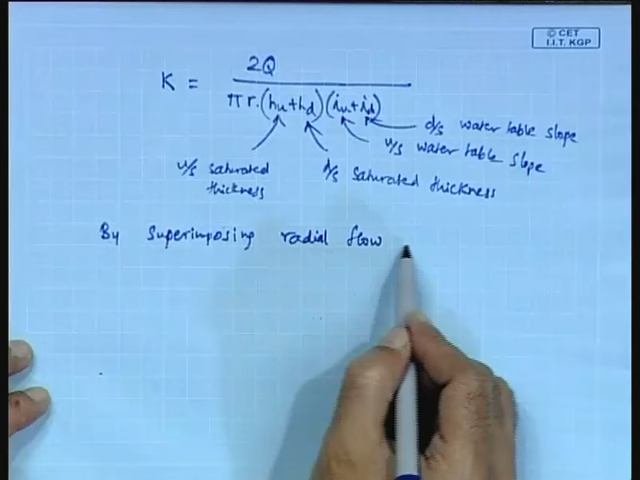 © CET
I.I.T. KGP
K = 2Q
πr.(hu+hd)(iu+id)
d/s water table slope
u/s water table slope
u/s saturated
thickness
d/s saturated thickness
By Superimposing radial flow